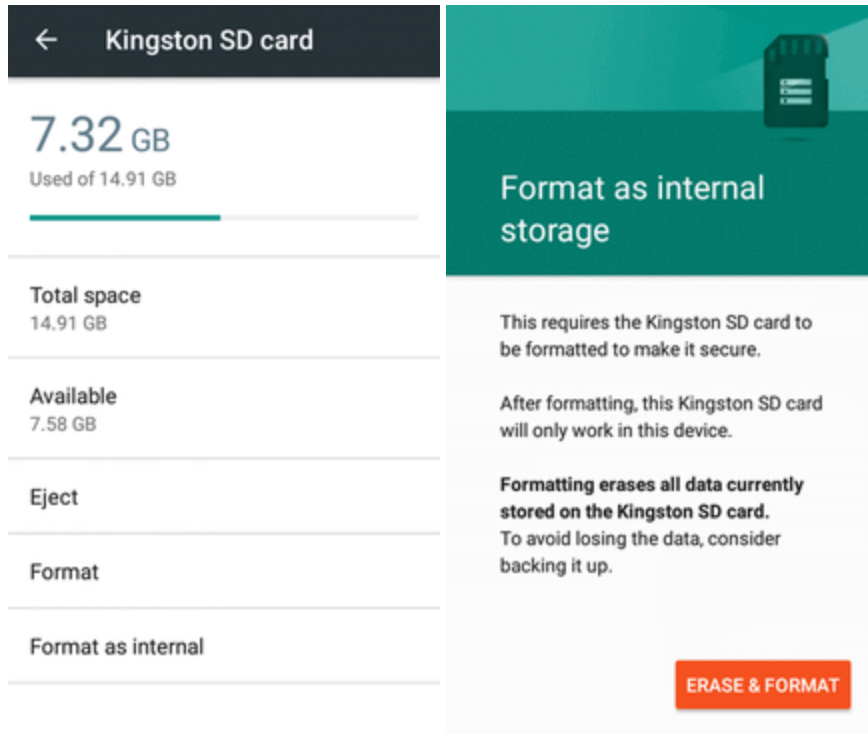 Kingston SD card
7.32 GB
Used of 14.91 GB
Total space
14.91 GB
Available
7.58 GB
Eject
Format
Format as internal
Format as internal
storage
This requires the Kingston SD card to
be formatted to make it secure.
After formatting, this Kingston SD card
will only work in this device.
Formatting erases all data currently
stored on the Kingston SD card.
To avoid losing the data, consider
backing it up.
ERASE & FORMAT